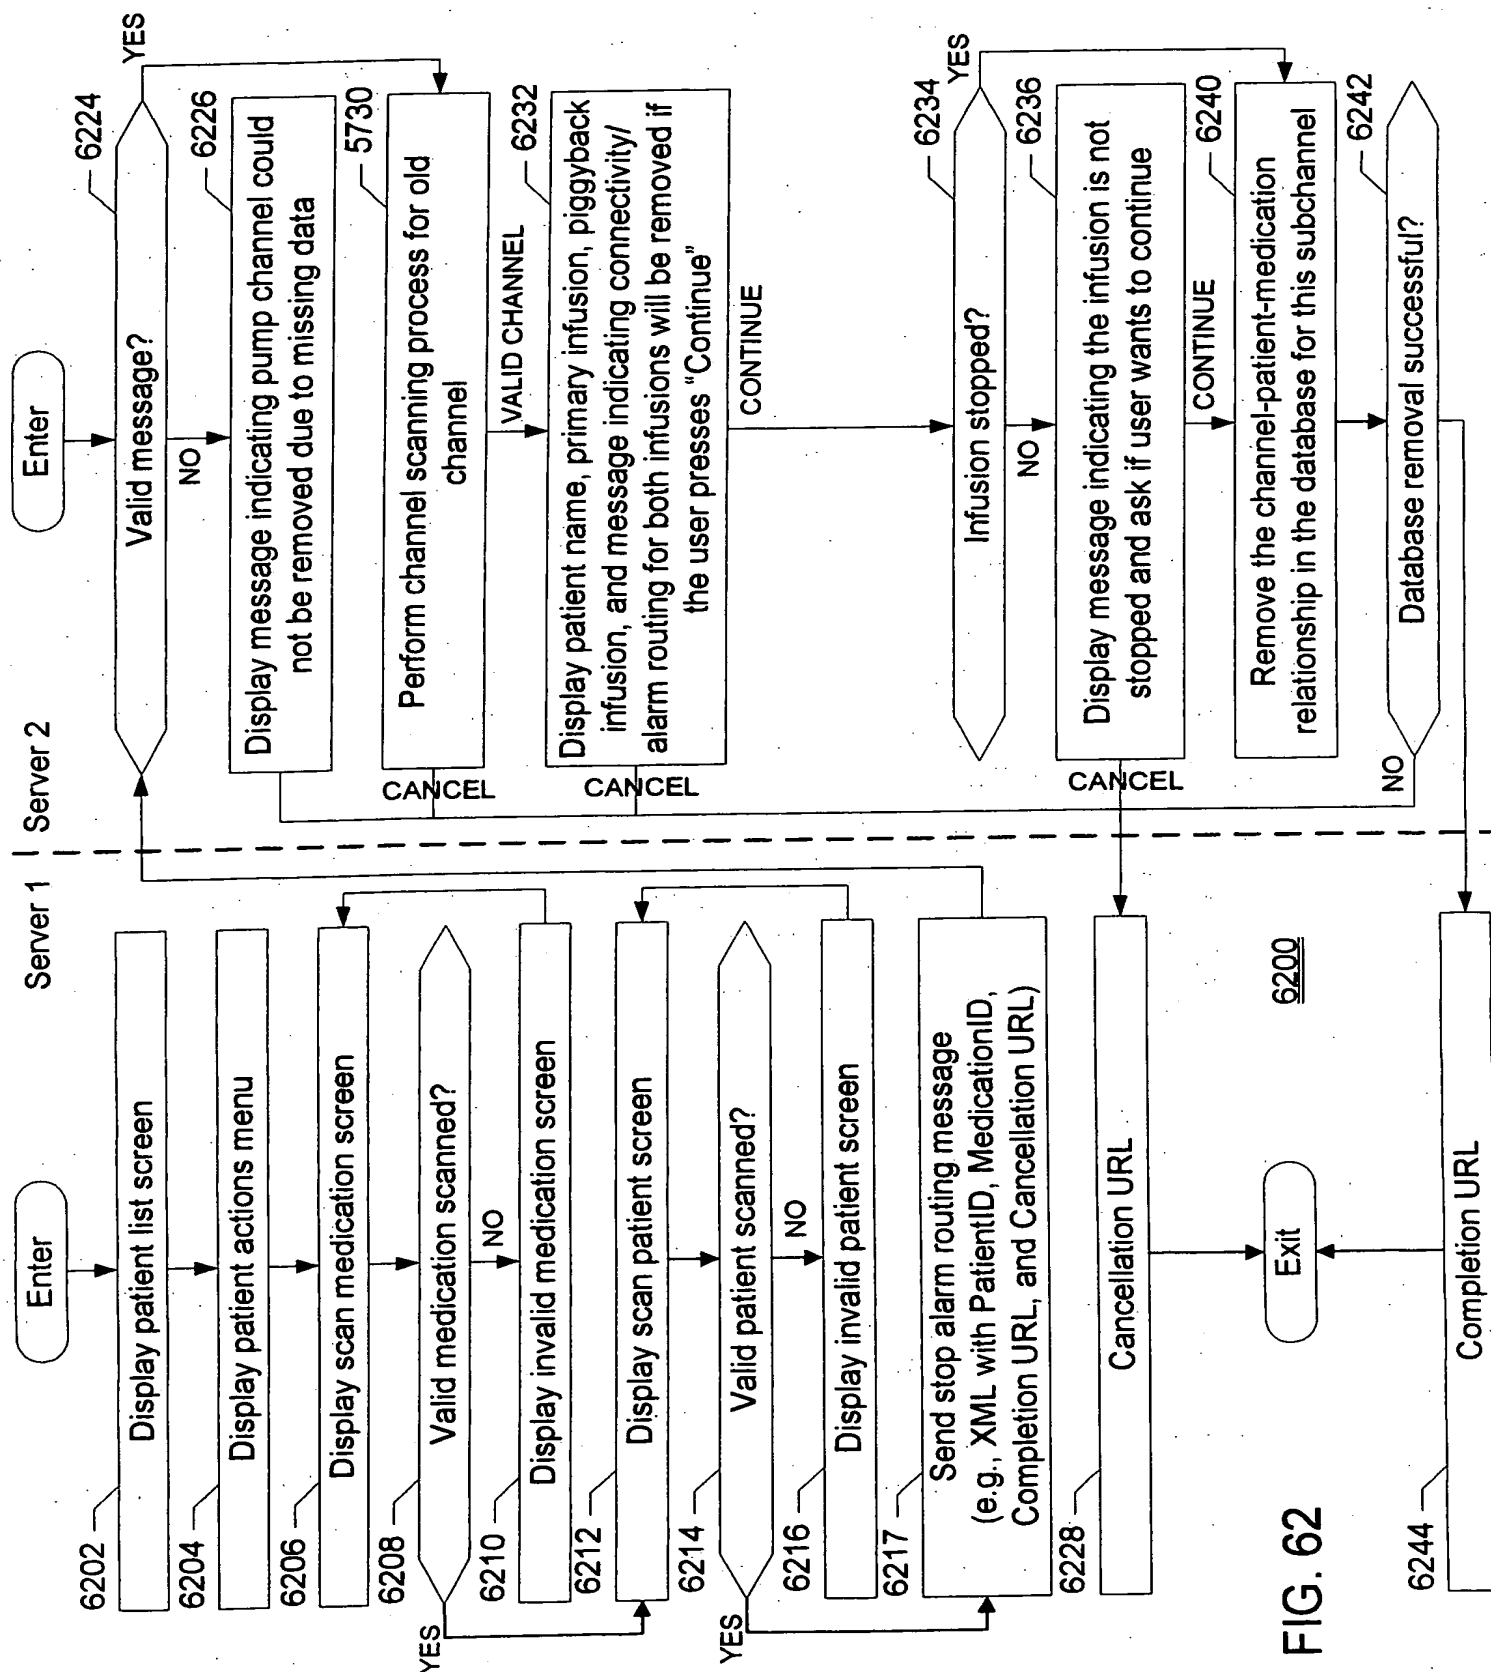 Server 1
Enter
6202
Display patient list screen
6204
Display patient actions menu
6206
Display scan medication screen
6208
Valid medication scanned?
YES
NO
6210
Display invalid medication screen
6212
Display scan patient screen
6214
Valid patient scanned?
YES
NO
6216
Display invalid patient screen
6217
Send stop alarm routing message
(e.g., XML with PatientID, MedicationID,
Completion URL, and Cancellation URL)
6228
Cancellation URL
Exit
6200
6244
Completion URL
Server 2
Enter
6224
Valid message?
YES
NO
6226
Display message indicating pump channel could
not be removed due to missing data
5730
Perform channel scanning process for old
channel
CANCEL
VALID CHANNEL
6232
Display patient name, primary infusion, piggyback
infusion, and message indicating connectivity/
alarm routing for both infusions will be removed if
the user presses "Continue"
CANCEL
CONTINUE
6234
Infusion stopped?
YES
NO
6236
Display message indicating the infusion is not
stopped and ask if user wants to continue
CANCEL
CONTINUE
6240
Remove the channel-patient-medication
relationship in the database for this subchannel
6242
Database removal successful?
NO
FIG. 62